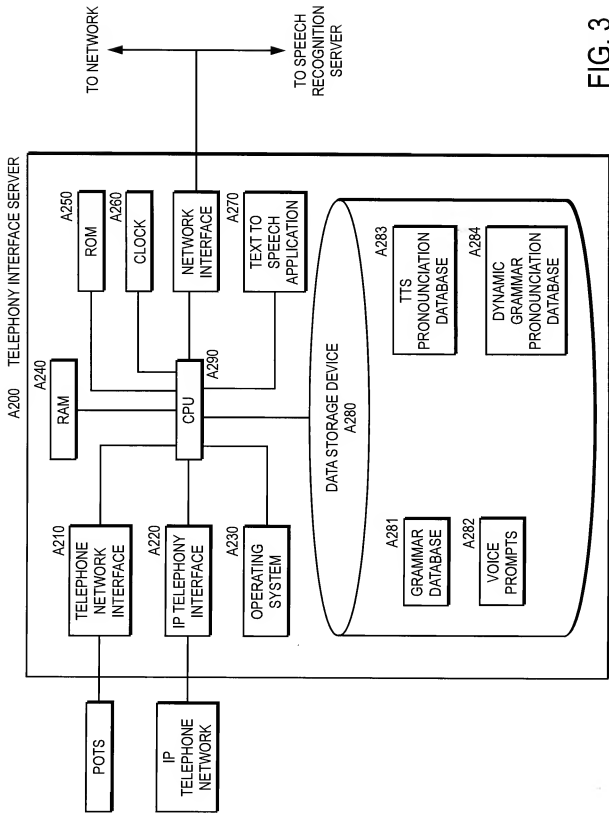 A200 TELEPHONY INTERFACE SERVER
POTS
IP
TELEPHONE
NETWORK
A210
TELEPHONE
NETWORK
INTERFACE
A220
IP TELEPHONY
INTERFACE
A230
OPERATING
SYSTEM
A240
RAM
A290
CPU
A250
ROM
A260
CLOCK
NETWORK
INTERFACE
A270
TEXT TO
SPEECH
APPLICATION
TO NETWORK
TO SPEECH
RECOGNITION
SERVER
DATA STORAGE DEVICE
A280
A281
GRAMMAR
DATABASE
A282
VOICE
PROMPTS
A283
TTS
PRONOUNCIATION
DATABASE
A284
DYNAMIC
GRAMMAR
PRONOUNCIATION
DATABASE
FIG. 3